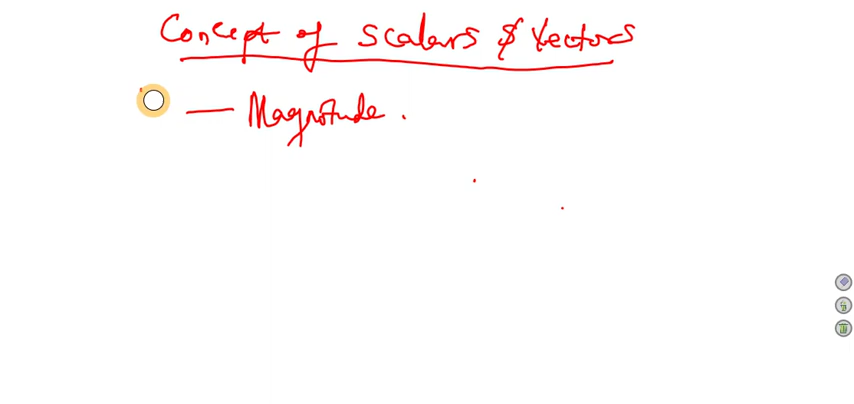 Concept of Scalars & Vectors
— Magnitude.